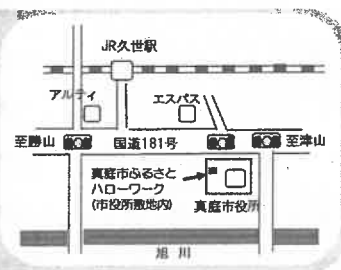 JR久世駅
アルティ
エスパス
至勝山
国道181号
至津山
真庭市ふるさと
ハローワーク
(市役所敷地内)
真庭市役所
旭川